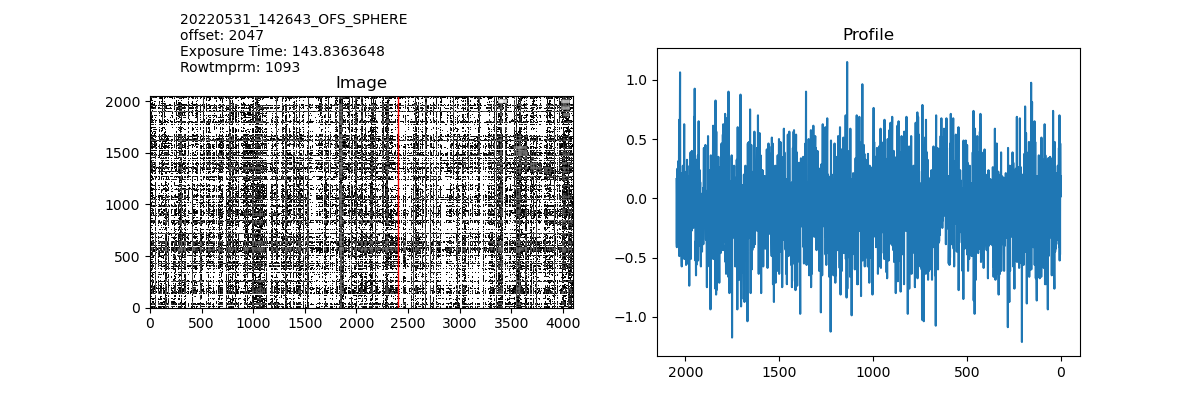 20220531_142643_OFS_SPHERE
offset: 2047
Exposure Time: 143.8363648
Rowtmprm: 1093
Image
2000
1500
1000
500
0
0 500 1000 1500 2000 2500 3000 3500 4000
Profile
1.0
0.5
0.0
−0.5
−1.0
2000 1500 1000 500 0